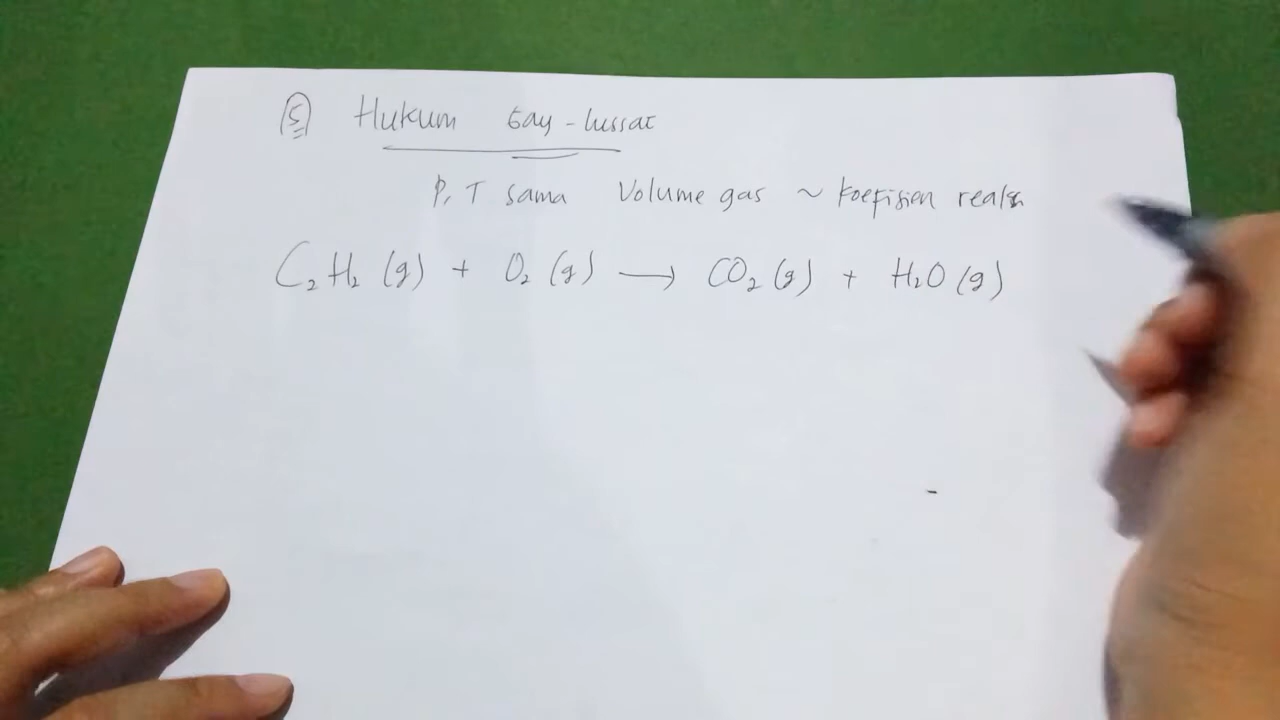 5 Hukum Gay-lussac
P, T sama Volume gas ~ koefisien reaksi
C₂H₂ (g) + O₂ (g) → CO₂ (g) + H₂O (g)